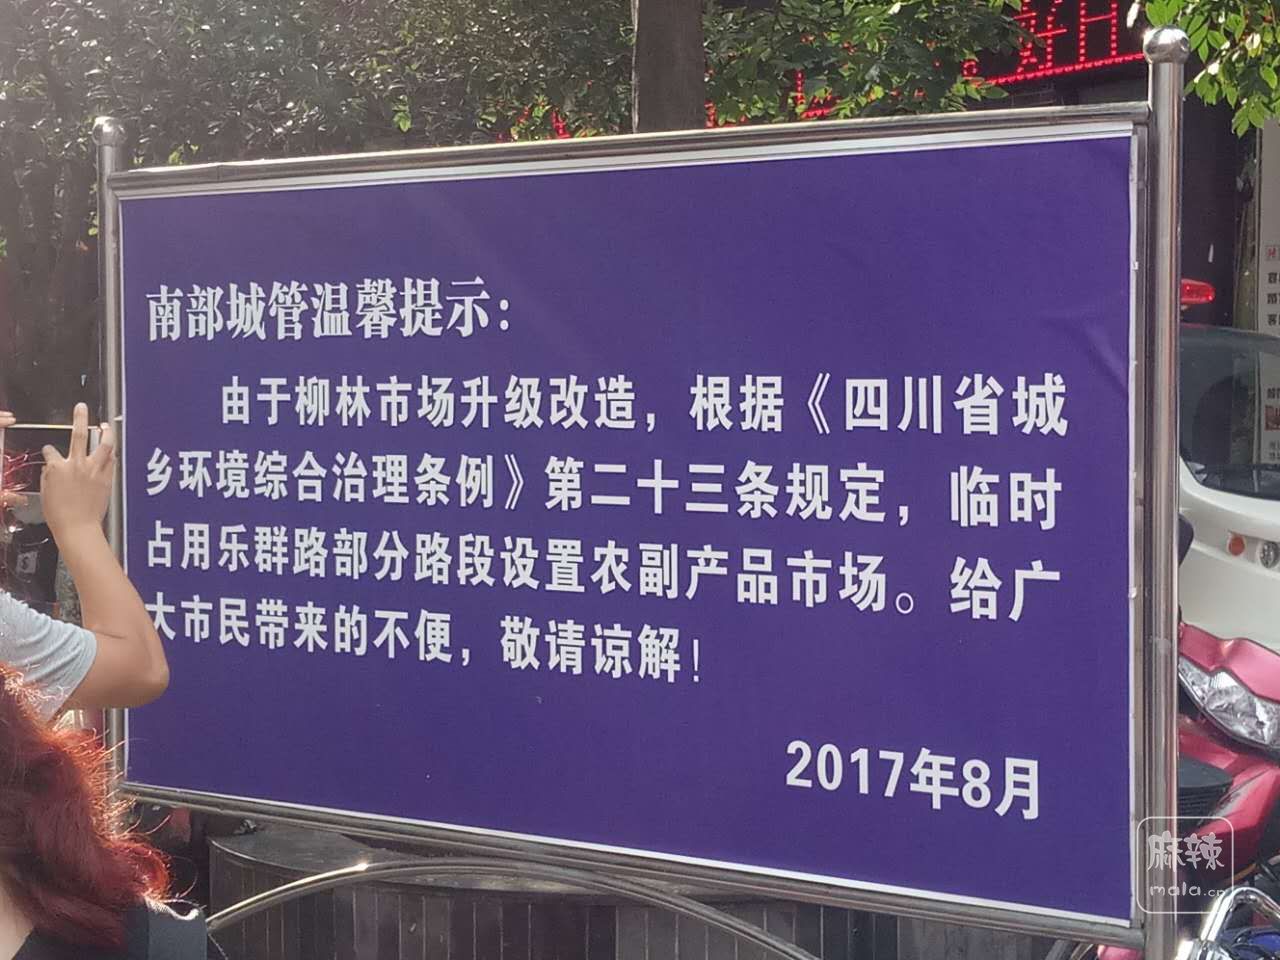 好日
南部城管温馨提示：
由于柳林市场升级改造，根据《四川省城
乡环境综合治理条例》第二十三条规定，临时
占用乐群路部分路段设置农副产品市场。给广
大市民带来的不便，敬请谅解！
2017年8月
麻辣
mala.cn